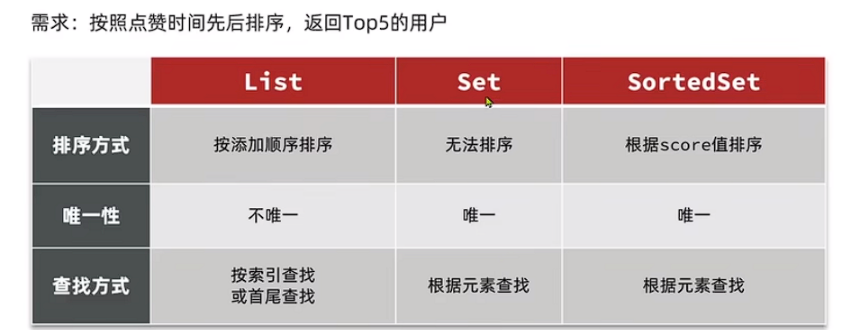 需求：按照点赞时间先后排序，返回Top5的用户
List Set SortedSet
排序方式 按添加顺序排序 无法排序 根据score值排序
唯一性 不唯一 唯一 唯一
查找方式 按索引查找 根据元素查找 根据元素查找
或首尾查找